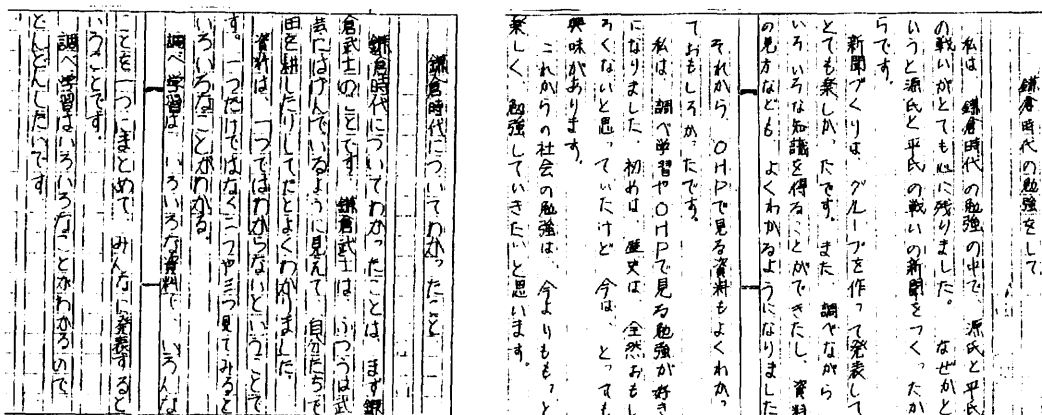 鎌倉時代の勉強をして
私は、鎌倉時代の勉強の中で、源氏と平氏
の戦いがとても心に残りました。なぜかと
いうと源氏と平氏の戦いの新聞をつくったか
らです。
新聞づくりは、グループを作って発表して
とても楽しかったです。また、調べながら
いろいろな知識を得ることができたし、資料
の見方などもよくわかるようになりました
それから、OHPで見る資料もよくわかっ
ておもしろかったです。
私は、調べ学習やOHPで見る勉強が好き
になりました。初めは、歴史は、全然おもし
ろくないと思っていたけど、今は、とっても
興味があります。
これからの社会の勉強は、今よりももっと
楽しく、勉強していきたいと思います。
鎌倉時代についてわかったこと
鎌倉時代についてわかったことは、まず鎌
倉武士のことです。鎌倉武士は、ふつうは武
芸にはげんでいるように見えて、自分たちで
田を耕したりしてたとよくわかりました。
資料は、一つではわからないということで
す。一つだけではなく二つや三つ見てみると
いろいろなことがわかる。
調べ学習は、いろいろな資料で、いろんな
ことを一つにまとめて、みんなに発表すると
いうことです。
調べ学習はいろいろなことがわかるので
どんどんしたいです。